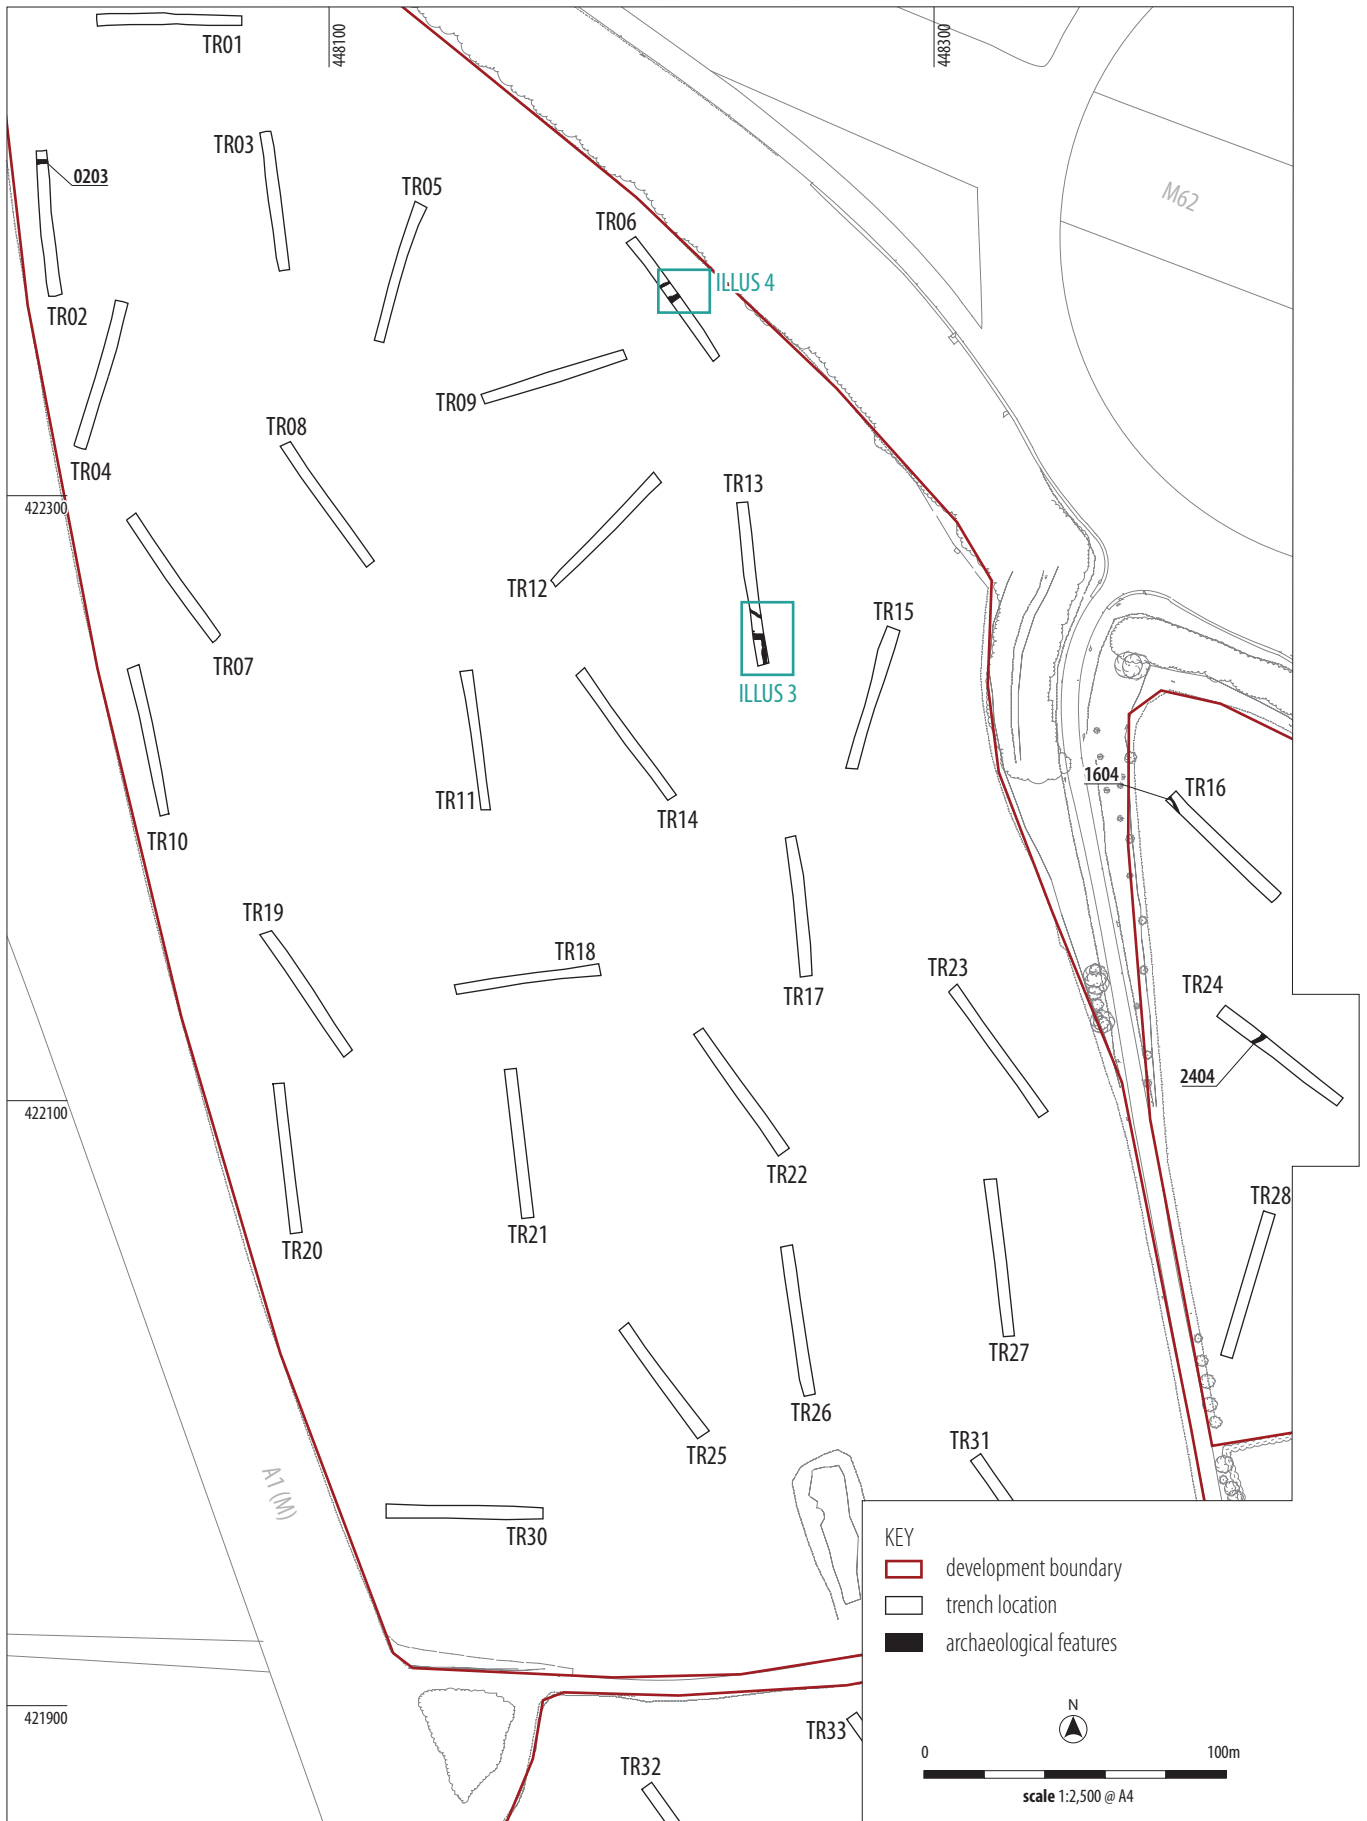 TR01
448100
448300
TR03
0203
TR05
M62
TR06
ILLUS 4
TR02
TR09
TR08
TR04
422300
TR13
TR12
TR15
TR07
ILLUS 3
1604
TR16
TR11
TR14
TR10
TR19
TR18
TR23
TR24
TR17
2404
422100
TR22
TR28
TR21
TR20
TR27
TR26
TR25
TR31
A1 (M)
TR30
KEY
development boundary
trench location
archaeological features
421900
N
TR33
0 100m
TR32
scale 1:2,500 @ A4